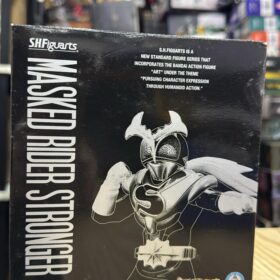 S.H.Figuarts
S.H.FIGUARTS IS A
NEW STANDARD FIGURE SERIES THAT
INCORPORATES THE BANDAI ACTION FIGURE
"ART" UNDER THE THEME
"PURSUING CHARACTER EXPRESSION
THROUGH HUMANOID ACTION."
MASKED RIDER STRONGER
S